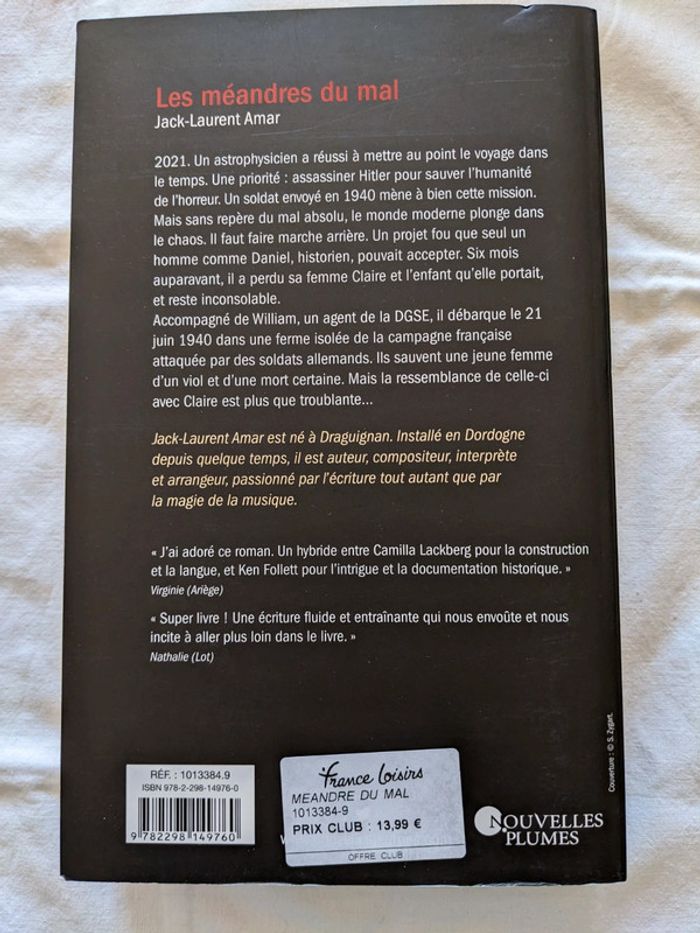 Les méandres du mal
Jack-Laurent Amar
2021. Un astrophysicien a réussi à mettre au point le voyage dans
le temps. Une priorité : assassiner Hitler pour sauver l'humanité
de l'horreur. Un soldat envoyé en 1940 mène à bien cette mission.
Mais sans repère du mal absolu, le monde moderne plonge dans
le chaos. Il faut faire marche arrière. Un projet fou que seul un
homme comme Daniel, historien, pouvait accepter. Six mois
auparavant, il a perdu sa femme Claire et l'enfant qu'elle portait,
et reste inconsolable.
Accompagné de William, un agent de la DGSE, il débarque le 21
juin 1940 dans une ferme isolée de la campagne française
attaquée par des soldats allemands. Ils sauvent une jeune femme
d'un viol et d'une mort certaine. Mais la ressemblance de celle-ci
avec Claire est plus que troublante...
Jack-Laurent Amar est né à Draguignan. Installé en Dordogne
depuis quelque temps, il est auteur, compositeur, interprète
et arrangeur, passionné par l'écriture tout autant que par
la magie de la musique.
« J'ai adoré ce roman. Un hybride entre Camilla Lackberg pour la construction
et la langue, et Ken Follett pour l'intrigue et la documentation historique. »
Virginie (Ariège)
« Super livre ! Une écriture fluide et entraînante qui nous envoûte et nous
incite à aller plus loin dans le livre. »
Nathalie (Lot)
Couverture : © S. Zygart.
RÉF. : 1013384.9
ISBN 978-2-298-14976-0
9 782298 149760
France Loisirs
MEANDRE DU MAL
1013384-9
PRIX CLUB : 13,99 €
OFFRE CLUB
NOUVELLES
PLUMES